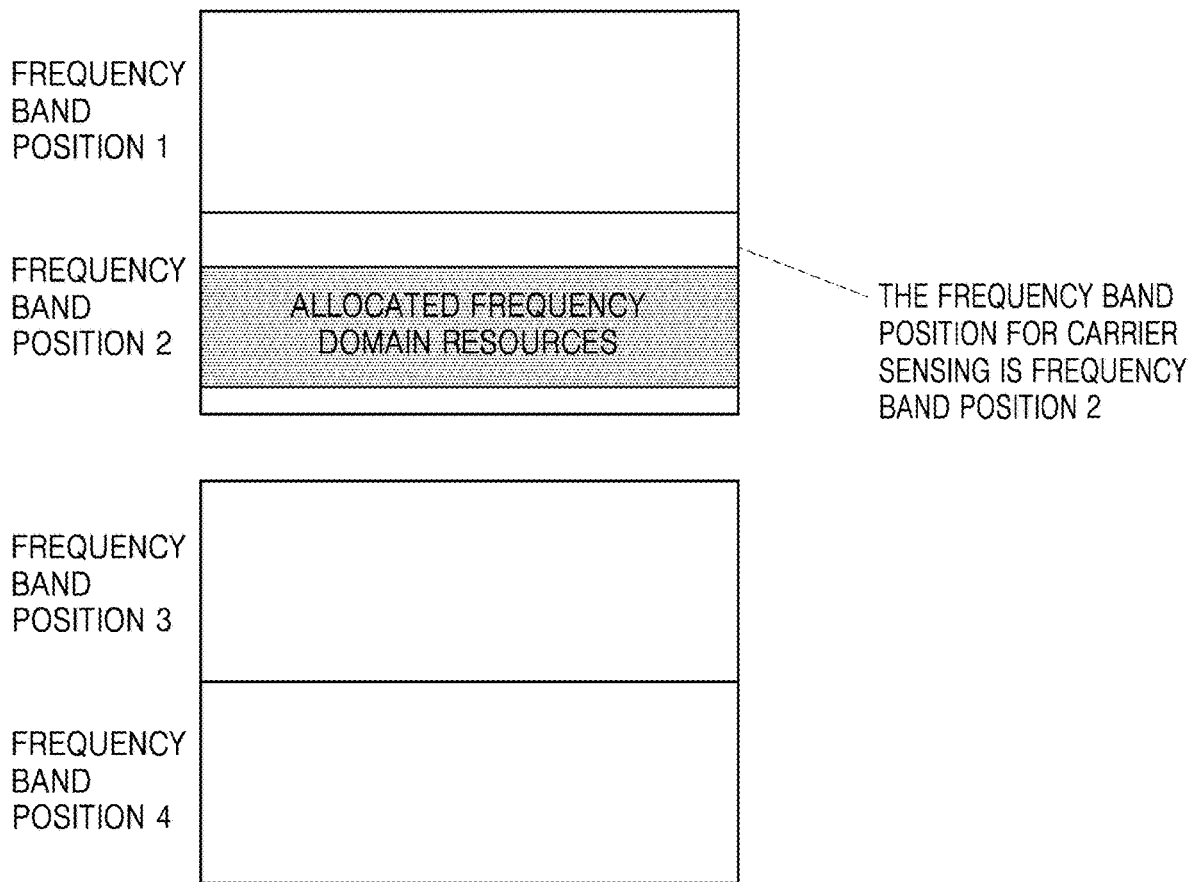 FREQUENCY
BAND
POSITION 1
FREQUENCY
BAND
POSITION 2
ALLOCATED FREQUENCY
DOMAIN RESOURCES
THE FREQUENCY BAND
POSITION FOR CARRIER
SENSING IS FREQUENCY
BAND POSITION 2
FREQUENCY
BAND
POSITION 3
FREQUENCY
BAND
POSITION 4